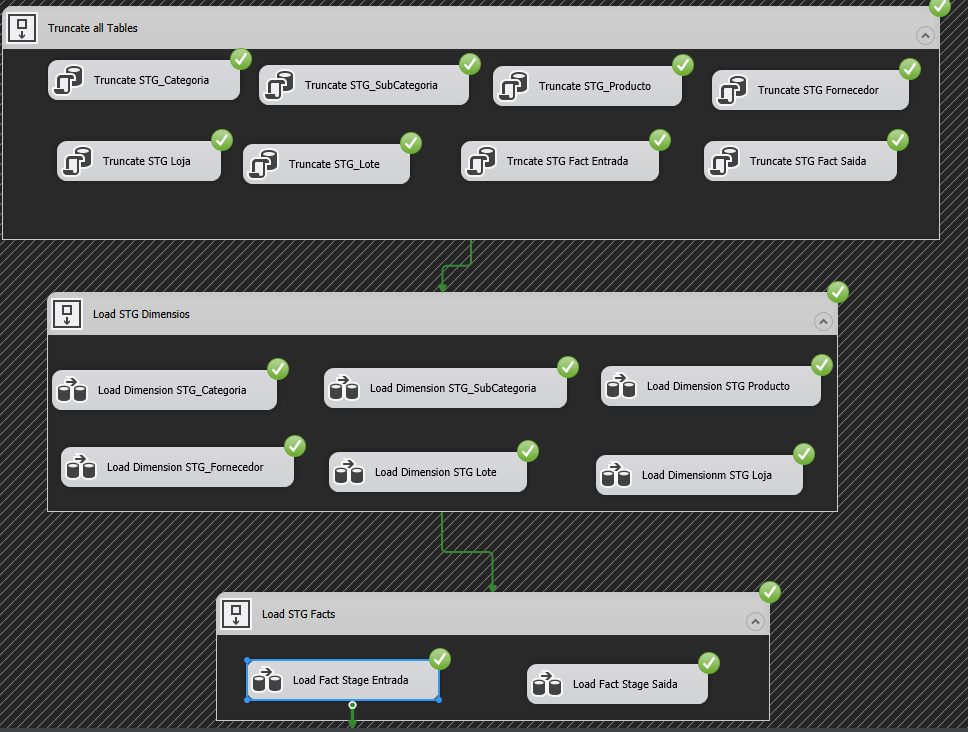 Truncate all Tables
Truncate STG_Categoria
Truncate STG_SubCategoria
Truncate STG_Producto
Truncate STG Fornecedor
Truncate STG Loja
Truncate STG_Lote
Trncate STG Fact Entrada
Truncate STG Fact Saida
Load STG Dimensios
Load Dimension STG_Categoria
Load Dimension STG_SubCategoria
Load Dimension STG Producto
Load Dimension STG_Fornecedor
Load Dimension STG Lote
Load Dimensionm STG Loja
Load STG Facts
Load Fact Stage Entrada
Load Fact Stage Saida